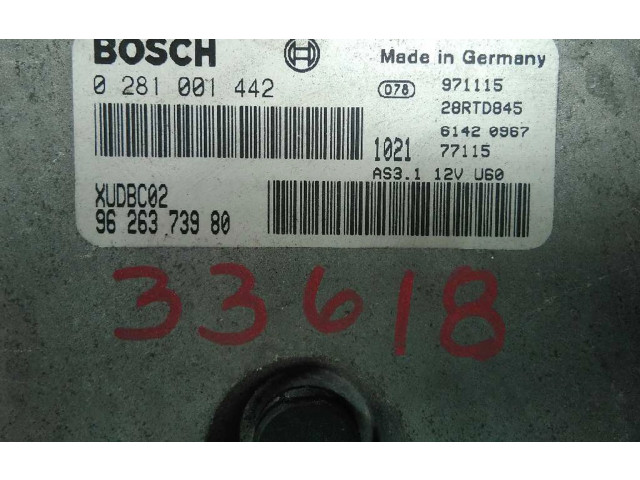 BOSCH Made in Germany
0 281 001 442 078 971115
28RTD845
6142 0967
1021 77115
AS3.1 12V U60
XUDBC02
96 263 739 80
33618